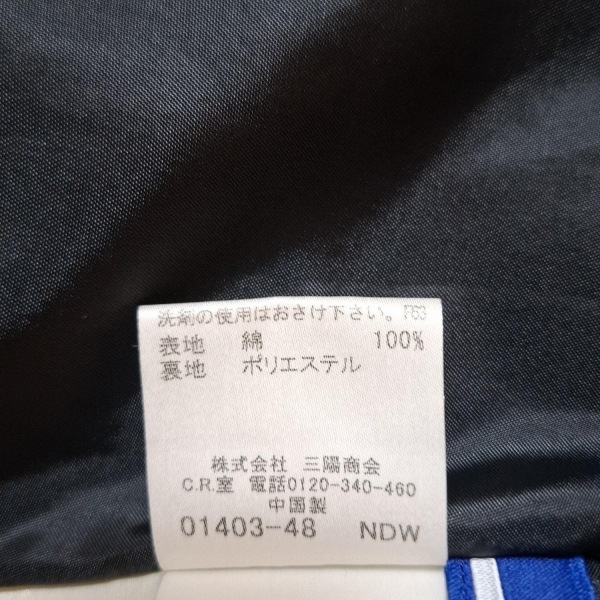 洗剤の使用はおさけ下さい。F63
表地 綿 100%
裏地 ポリエステル
株式会社 三陽商会
C.R.室 電話0120-340-460
中国製
01403-48 NDW